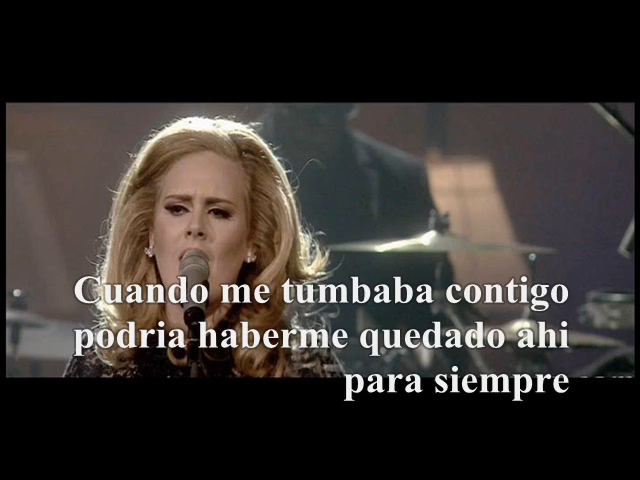 Cuando me tumbaba contigo
podria haberme quedado ahi
para siempre